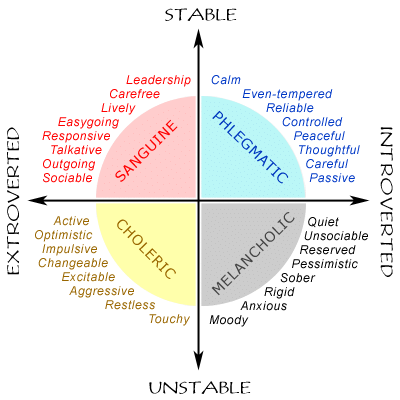 STABLE
Leadership
Carefree
Lively
Easygoing
Responsive
Talkative
Outgoing
Sociable
SANGUINE
Calm
Even-tempered
Reliable
Controlled
Peaceful
Thoughtful
Careful
Passive
PHLEGMATIC
EXTROVERTED
INTROVERTED
Active
Optimistic
Impulsive
Changeable
Excitable
Aggressive
Restless
Touchy
CHOLERIC
Quiet
Unsociable
Reserved
Pessimistic
Sober
Rigid
Anxious
Moody
MELANCHOLIC
UNSTABLE